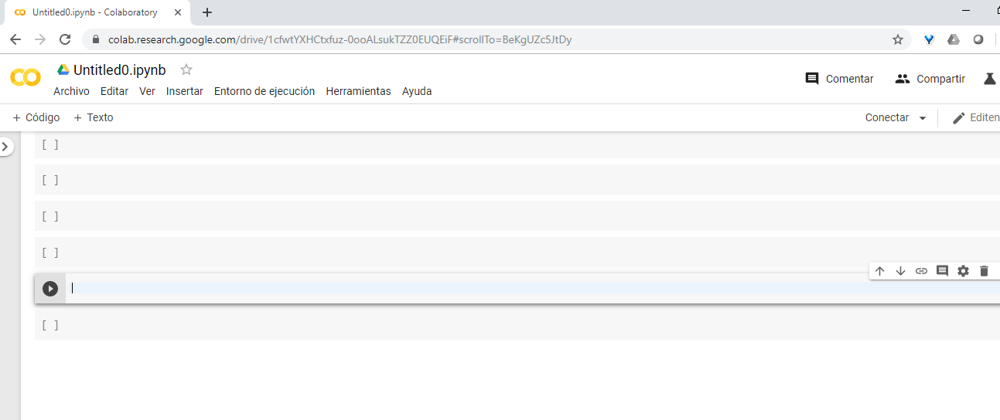 Untitled0.ipynb - Colaboratory
colab.research.google.com/drive/1cfwtYXHCtxfuz-0ooALsukTZZ0EUQEiF#scrollTo=BeKgUZc5JtDy
Untitled0.ipynb
Comentar Compartir
Archivo Editar Ver Insertar Entorno de ejecución Herramientas Ayuda
+ Código + Texto Conectar Editen
[ ]
[ ]
[ ]
[ ]
[ ]